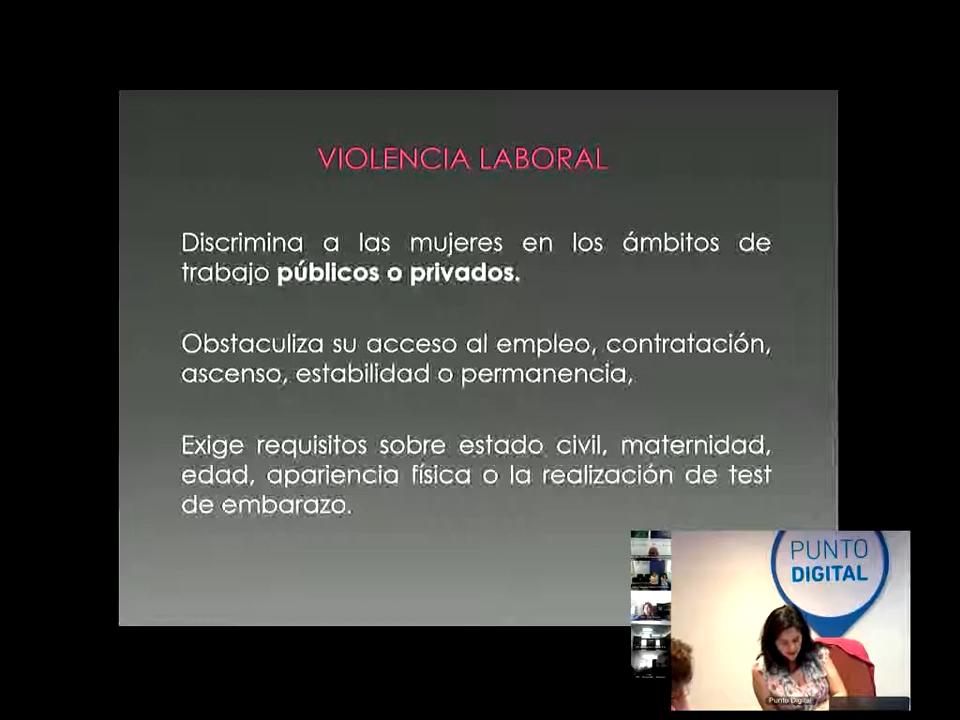 VIOLENCIA LABORAL
Discrimina a las mujeres en los ámbitos de
trabajo públicos o privados.
Obstaculiza su acceso al empleo, contratación,
ascenso, estabilidad o permanencia,
Exige requisitos sobre estado civil, maternidad,
edad, apariencia física o la realización de test
de embarazo.
PUNTO
DIGITAL
Punto Digital